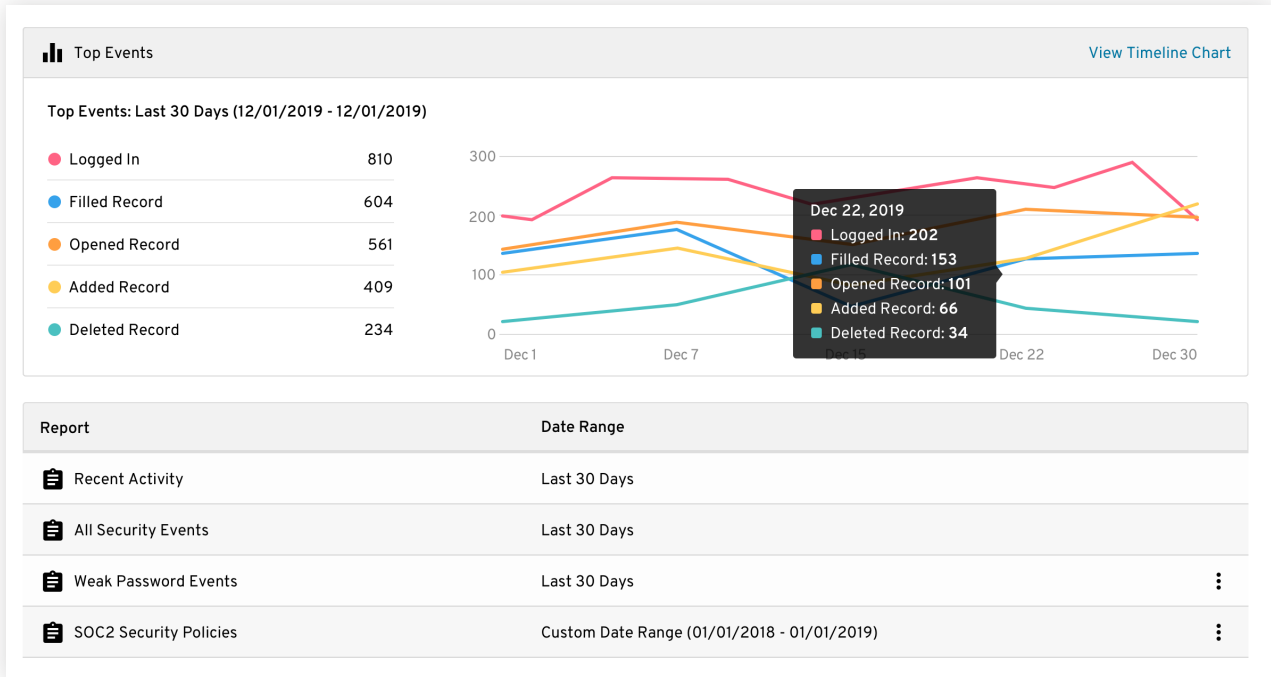 Top Events
View Timeline Chart
Top Events: Last 30 Days (12/01/2019 - 12/01/2019)
Logged In 810
Filled Record 604
Opened Record 561
Added Record 409
Deleted Record 234
300
200
100
0
Dec 1 Dec 7 Dec 15 Dec 22 Dec 30
Dec 22, 2019
Logged In: 202
Filled Record: 153
Opened Record: 101
Added Record: 66
Deleted Record: 34
Report Date Range
Recent Activity Last 30 Days
All Security Events Last 30 Days
Weak Password Events Last 30 Days
SOC2 Security Policies Custom Date Range (01/01/2018 - 01/01/2019)